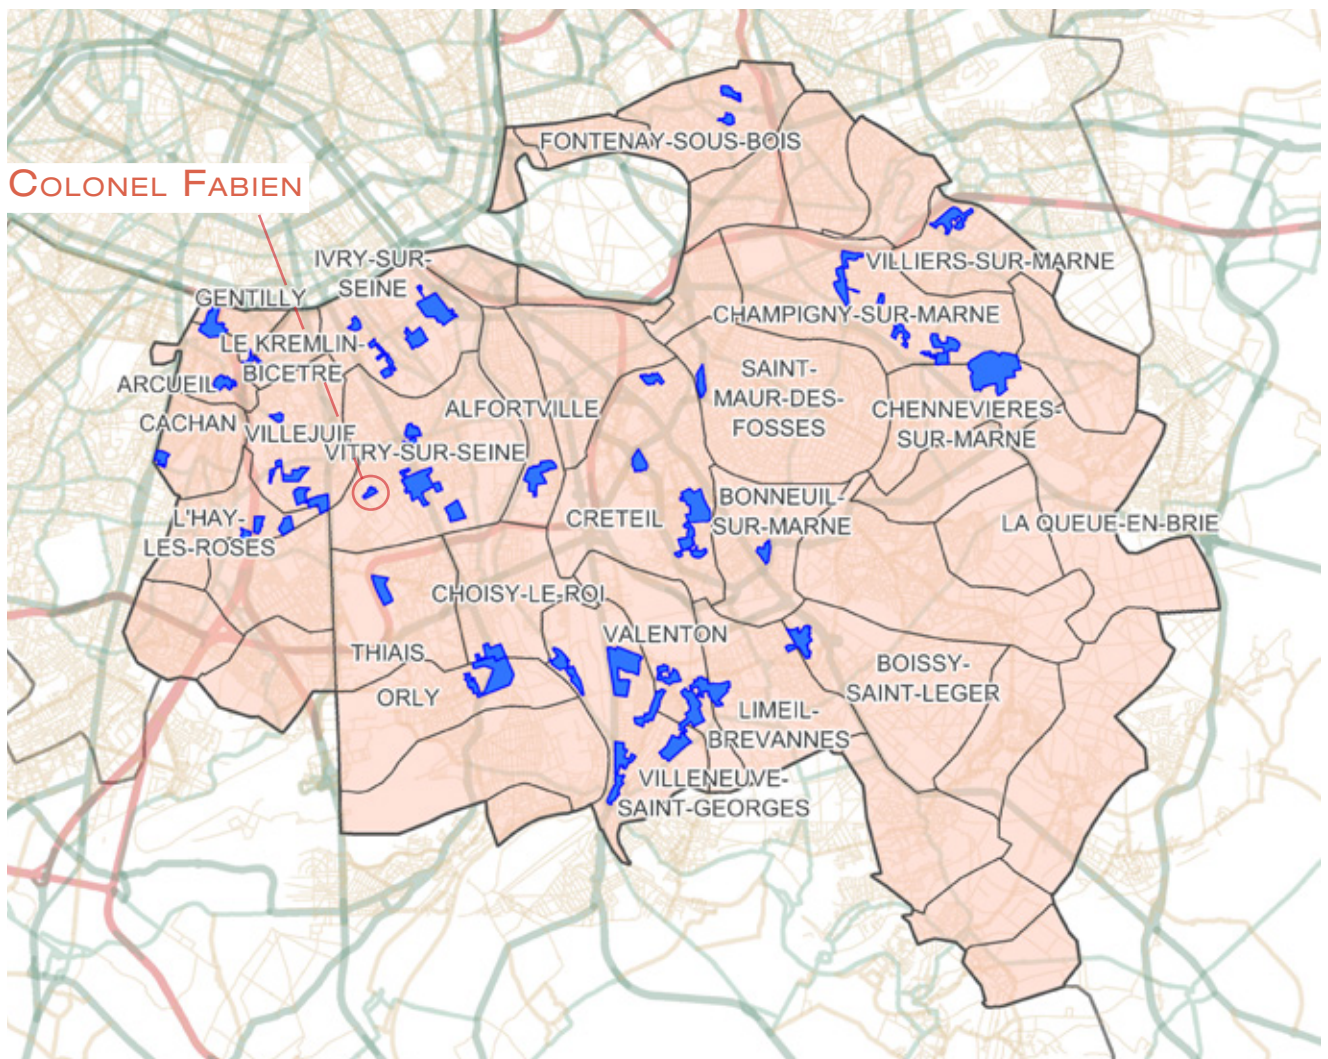 FONTENAY-SOUS-BOIS
COLONEL FABIEN
IVRY-SUR-
SEINE
VILLIERS-SUR-MARNE
GENTILLY
CHAMPIGNY-SUR-MARNE
LE KREMLIN-
BICETRE
ARCUEIL
SAINT-
MAUR-DES-
FOSSES
CACHAN
ALFORTVILLE
CHENNEVIERES-
SUR-MARNE
VILLEJUIF
VITRY-SUR-SEINE
L'HAY-
LES-ROSES
CRETEIL
BONNEUIL-
SUR-MARNE
LA QUEUE-EN-BRIE
CHOISY-LE-ROI
THIAIS
VALENTON
BOISSY-
SAINT-LEGER
ORLY
LIMEIL-
BREVANNES
VILLENEUVE-
SAINT-GEORGES